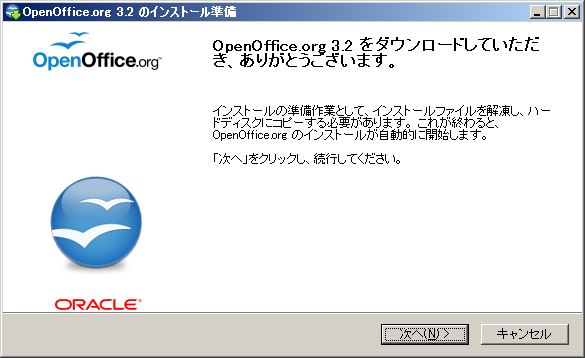 OpenOffice.org 3.2 のインストール準備
OpenOffice.org
OpenOffice.org 3.2 をダウンロードしていただ
き、ありがとうございます。
インストールの準備作業として、インストールファイルを解凍し、ハー
ドディスクにコピーする必要があります。これが終わると、
OpenOffice.org のインストールが自動的に開始します。
「次へ」をクリックし、続行してください。
ORACLE
次へ(N) >
キャンセル